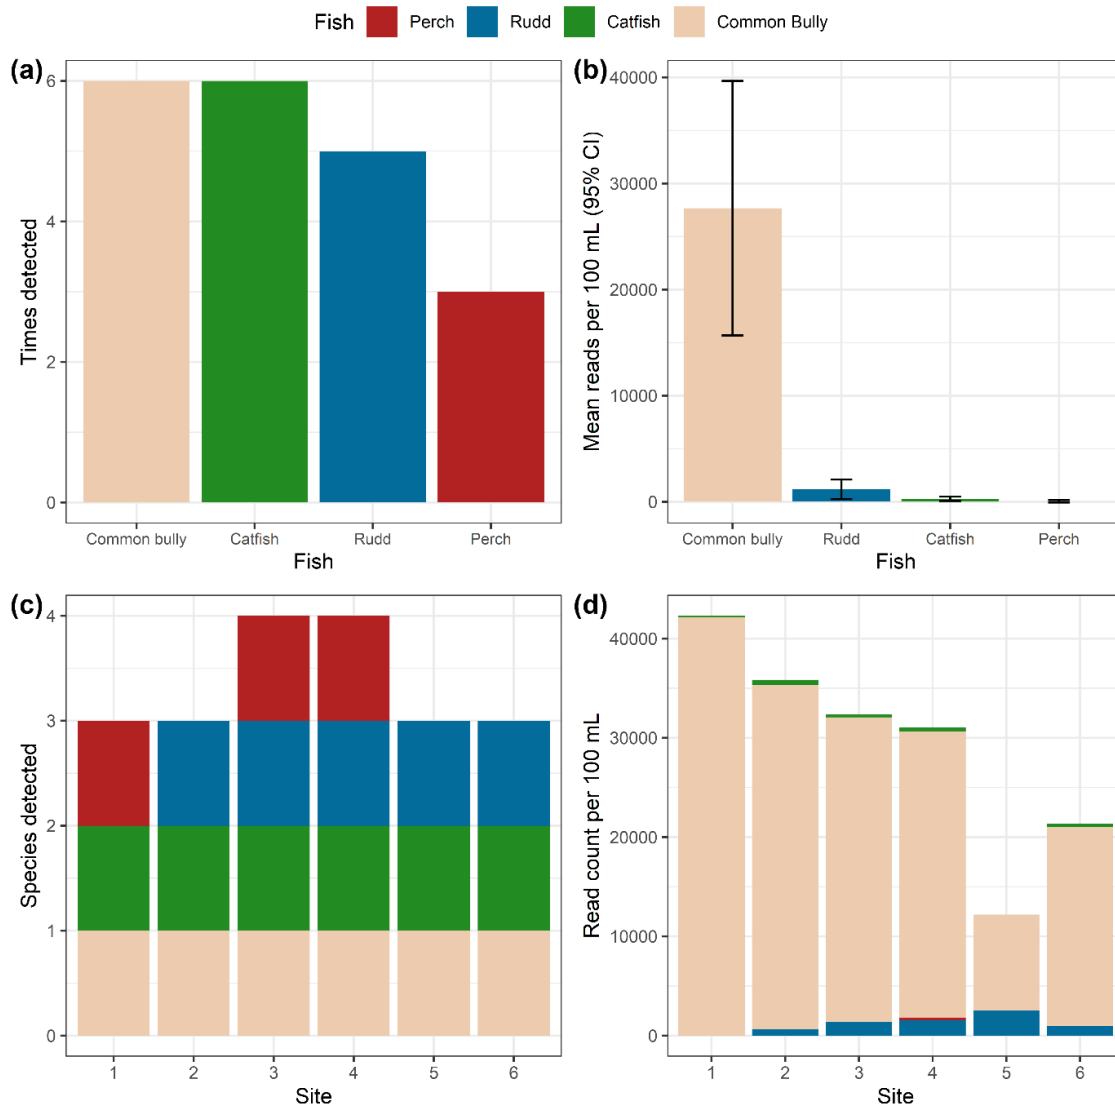 Fish Perch Rudd Catfish Common Bully
(a)
Times detected
6
4
2
0
Common bully Catfish Rudd Perch
Fish
(b)
Mean reads per 100 mL (95% CI)
40000
30000
20000
10000
0
Common bully Rudd Catfish Perch
Fish
(c)
Species detected
4
3
2
1
0
1 2 3 4 5 6
Site
(d)
Read count per 100 mL
40000
30000
20000
10000
0
1 2 3 4 5 6
Site